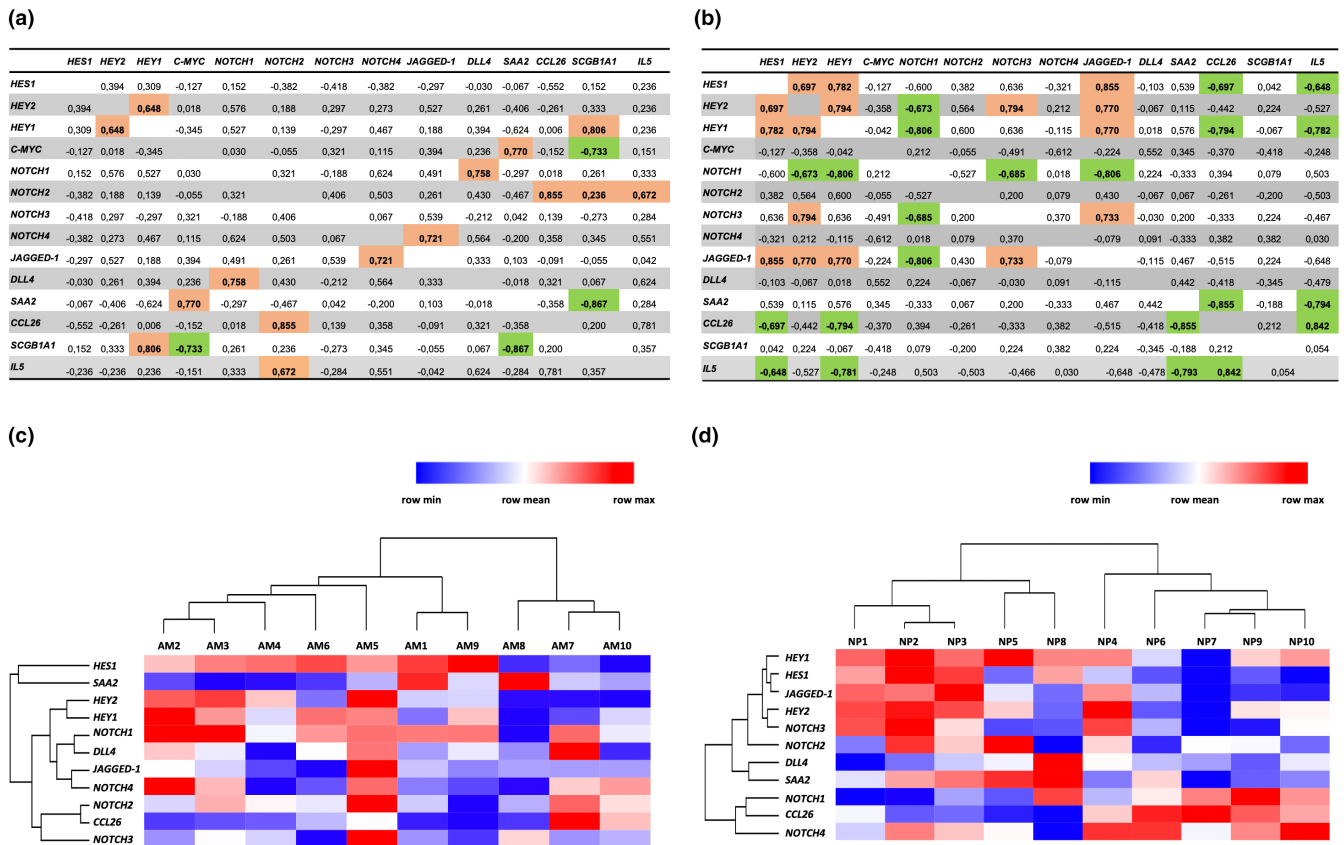 (a)
HES1 HEY2 HEY1 C-MYC NOTCH1 NOTCH2 NOTCH3 NOTCH4 JAGGED-1 DLL4 SAA2 CCL26 SCGB1A1 IL5
HES1 0,394 0,309 -0,127 0,152 -0,382 -0,418 -0,382 -0,297 -0,030 -0,067 -0,552 0,152 0,236
HEY2 0,394 0,648 0,018 0,576 0,188 0,297 0,273 0,527 0,261 -0,406 -0,261 0,333 0,236
HEY1 0,309 0,648 -0,345 0,527 0,139 -0,297 0,467 0,188 0,394 -0,624 0,006 0,806 0,236
C-MYC -0,127 0,018 -0,345 0,030 -0,055 0,321 0,115 0,394 0,236 0,770 -0,152 -0,733 0,151
NOTCH1 0,152 0,576 0,527 0,030 0,321 -0,188 0,624 0,491 0,758 -0,297 0,018 0,261 0,333
NOTCH2 -0,382 0,188 0,139 -0,055 0,321 0,406 0,503 0,261 0,430 -0,467 0,855 0,236 0,672
NOTCH3 -0,418 0,297 -0,297 0,321 -0,188 0,406 0,067 0,539 -0,212 0,042 0,139 -0,273 0,284
NOTCH4 -0,382 0,273 0,467 0,115 0,624 0,503 0,067 0,721 0,564 -0,200 0,358 0,345 0,551
JAGGED-1 -0,297 0,527 0,188 0,394 0,491 0,261 0,539 0,721 0,333 0,103 -0,091 -0,055 0,042
DLL4 -0,030 0,261 0,394 0,236 0,758 0,430 -0,212 0,564 0,333 -0,018 0,321 0,067 0,624
SAA2 -0,067 -0,406 -0,624 0,770 -0,297 -0,467 0,042 -0,200 0,103 -0,018 -0,358 -0,867 0,284
CCL26 -0,552 -0,261 0,006 -0,152 0,018 0,855 0,139 0,358 -0,091 0,321 -0,358 0,200 0,781
SCGB1A1 0,152 0,333 0,806 -0,733 0,261 0,236 -0,273 0,345 -0,055 0,067 -0,867 0,200 0,357
IL5 -0,236 -0,236 0,236 -0,151 0,333 0,672 -0,284 0,551 -0,042 0,624 -0,284 0,781 0,357
(b)
HES1 HEY2 HEY1 C-MYC NOTCH1 NOTCH2 NOTCH3 NOTCH4 JAGGED-1 DLL4 SAA2 CCL26 SCGB1A1 IL5
HES1 0,697 0,782 -0,127 -0,600 0,382 0,636 -0,321 0,855 -0,103 0,539 -0,697 0,042 -0,648
HEY2 0,697 0,794 -0,358 -0,673 0,564 0,794 0,212 0,770 -0,067 0,115 -0,442 0,224 -0,527
HEY1 0,782 0,794 -0,042 -0,806 0,600 0,636 -0,115 0,770 0,018 0,576 -0,794 -0,067 -0,782
C-MYC -0,127 -0,358 -0,042 0,212 -0,055 -0,491 -0,612 -0,224 0,552 0,345 -0,370 -0,418 -0,248
NOTCH1 -0,600 -0,673 -0,806 0,212 -0,527 -0,685 0,018 -0,806 0,224 -0,333 0,394 0,079 0,503
NOTCH2 0,382 0,564 0,600 -0,055 -0,527 0,200 0,079 0,430 -0,067 0,067 -0,261 -0,200 -0,503
NOTCH3 0,636 0,794 0,636 -0,491 -0,685 0,200 0,370 0,733 -0,030 0,200 -0,333 0,224 -0,467
NOTCH4 -0,321 0,212 -0,115 -0,612 0,018 0,079 0,370 -0,079 0,091 -0,333 0,382 0,382 0,030
JAGGED-1 0,855 0,770 0,770 -0,224 -0,806 0,430 0,733 -0,079 -0,115 0,467 -0,515 0,224 -0,648
DLL4 -0,103 -0,067 0,018 0,552 0,224 -0,067 -0,030 0,091 -0,115 0,442 -0,418 -0,345 -0,479
SAA2 0,539 0,115 0,576 0,345 -0,333 0,067 0,200 -0,333 0,467 0,442 -0,855 -0,188 -0,794
CCL26 -0,697 -0,442 -0,794 -0,370 0,394 -0,261 -0,333 0,382 -0,515 -0,418 -0,855 0,212 0,842
SCGB1A1 0,042 0,224 -0,067 -0,418 0,079 -0,200 0,224 0,382 0,224 -0,345 -0,188 0,212 0,054
IL5 -0,648 -0,527 -0,781 -0,248 0,503 -0,503 -0,466 0,030 -0,648 -0,478 -0,793 0,842 0,054
(c)
row min row mean row max
AM2 AM3 AM4 AM6 AM5 AM1 AM9 AM8 AM7 AM10
HES1
SAA2
HEY2
HEY1
NOTCH1
DLL4
JAGGED-1
NOTCH4
NOTCH2
CCL26
NOTCH3
(d)
row min row mean row max
NP1 NP2 NP3 NP5 NP8 NP4 NP6 NP7 NP9 NP10
HEY1
HES1
JAGGED-1
HEY2
NOTCH3
NOTCH2
DLL4
SAA2
NOTCH1
CCL26
NOTCH4